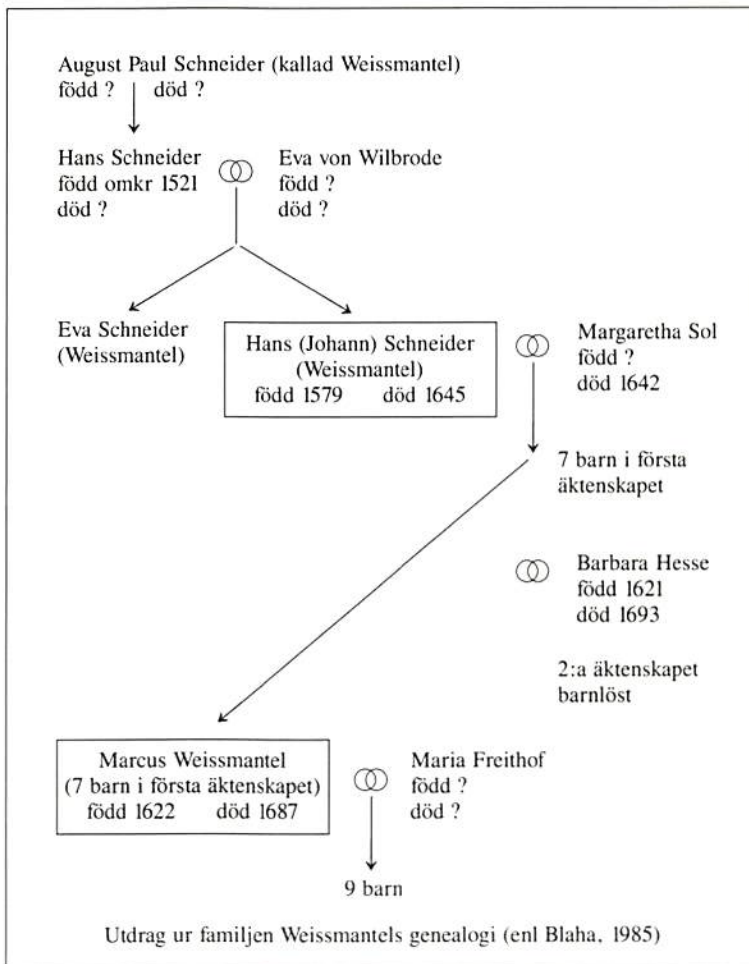 August Paul Schneider (kallad Weissmantel)
född ? död ?
Hans Schneider
född omkr 1521
död ?
Eva von Wilbrode
född ?
död ?
Eva Schneider
(Weissmantel)
Hans (Johann) Schneider
(Weissmantel)
född 1579 död 1645
Margaretha Sol
född ?
död 1642
7 barn i första
äktenskapet
Barbara Hesse
född 1621
död 1693
2:a äktenskapet
barnlöst
Marcus Weissmantel
(7 barn i första äktenskapet)
född 1622 död 1687
Maria Freithof
född ?
död ?
9 barn
Utdrag ur familjen Weissmantels genealogi (enl Blaha, 1985)